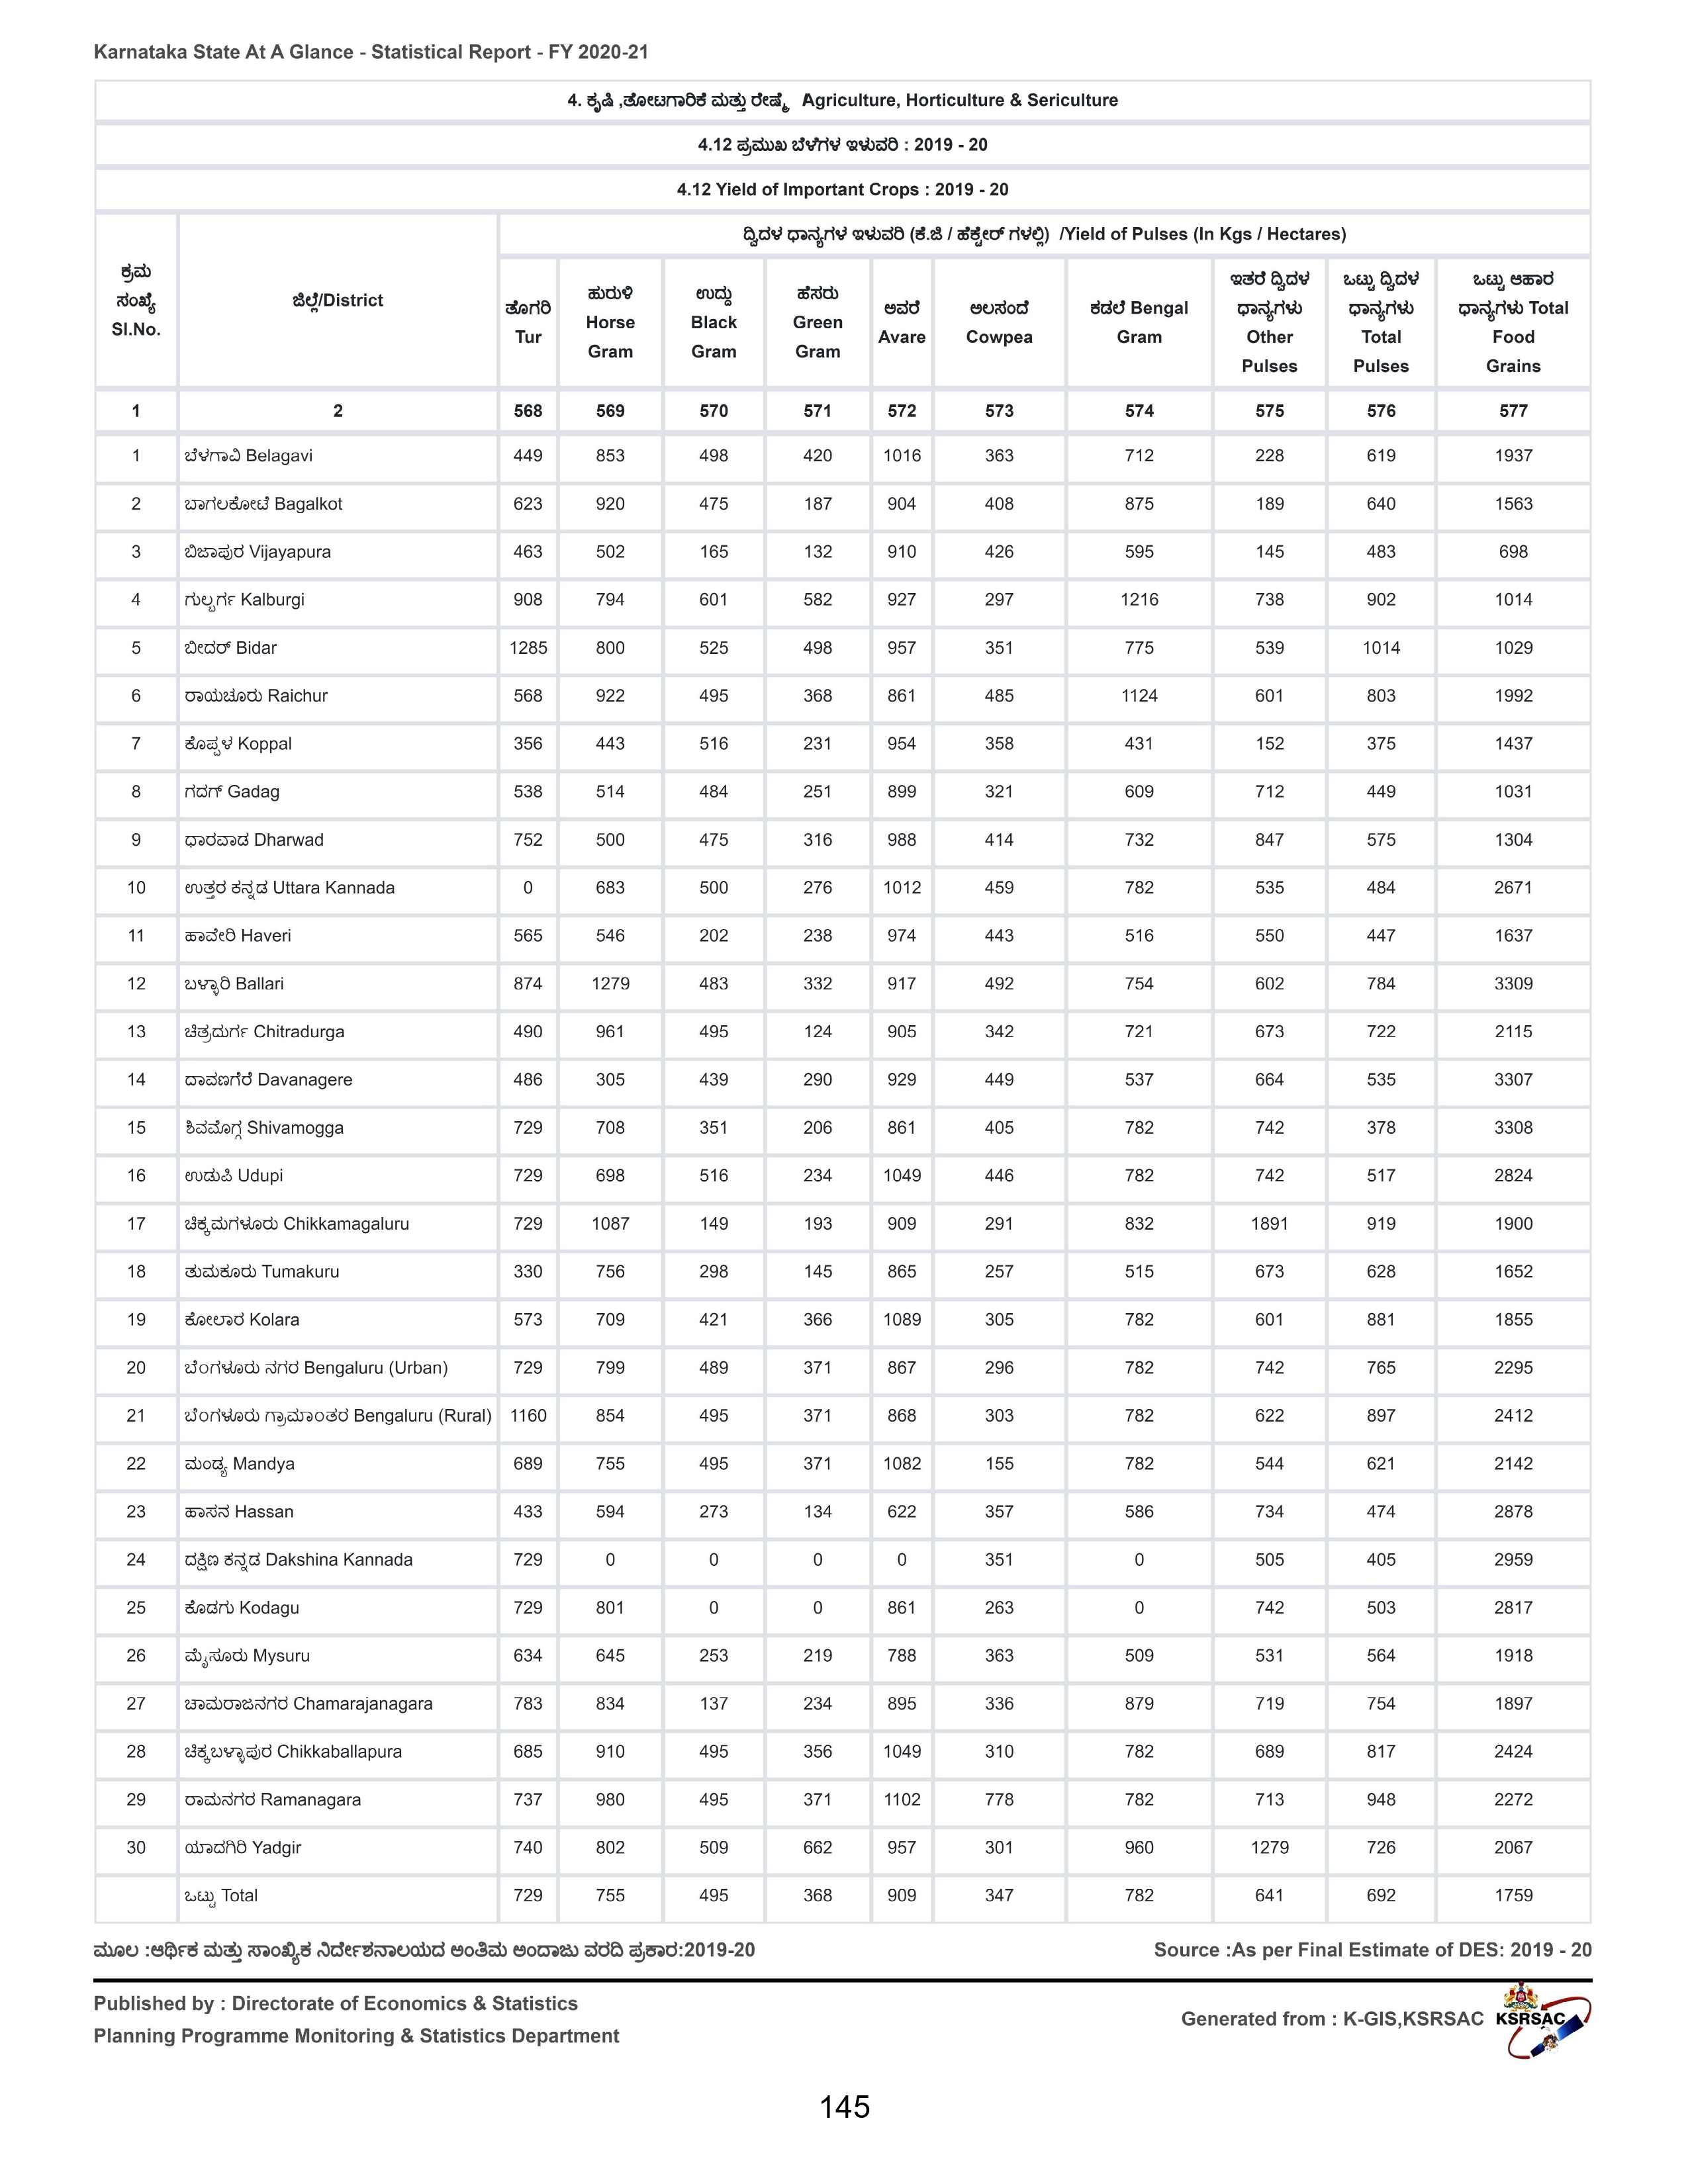 Karnataka State At A Glance - Statistical Report - FY 2020-21
4. ಕೃಷಿ ,ತೋಟಗಾರಿಕೆ ಮತ್ತು ರೇಷ್ಮೆ Agriculture, Horticulture & Sericulture
4.12 ಪ್ರಮುಖ ಬೆಳೆಗಳ ಇಳುವರಿ : 2019 - 20
4.12 Yield of Important Crops : 2019 - 20
ಕ್ರಮ ಸಂಖ್ಯೆ Sl.No. ಜಿಲ್ಲೆ/District ದ್ವಿದಳ ಧಾನ್ಯಗಳ ಇಳುವರಿ (ಕೆ.ಜಿ / ಹೆಕ್ಟೇರ್ ಗಳಲ್ಲಿ) /Yield of Pulses (In Kgs / Hectares)
ತೊಗರಿ Tur ಹುರುಳಿ Horse Gram ಉದ್ದು Black Gram ಹೆಸರು Green Gram ಅವರೆ Avare ಅಲಸಂದೆ Cowpea ಕಡಲೆ Bengal Gram ಇತರೆ ದ್ವಿದಳ ಧಾನ್ಯಗಳು Other Pulses ಒಟ್ಟು ದ್ವಿದಳ ಧಾನ್ಯಗಳು Total Pulses ಒಟ್ಟು ಆಹಾರ ಧಾನ್ಯಗಳು Total Food Grains
1 2 568 569 570 571 572 573 574 575 576 577
1 ಬೆಳಗಾವಿ Belagavi 449 853 498 420 1016 363 712 228 619 1937
2 ಬಾಗಲಕೋಟೆ Bagalkot 623 920 475 187 904 408 875 189 640 1563
3 ಬಿಜಾಪುರ Vijayapura 463 502 165 132 910 426 595 145 483 698
4 ಗುಲ್ಬರ್ಗ Kalburgi 908 794 601 582 927 297 1216 738 902 1014
5 ಬೀದರ್ Bidar 1285 800 525 498 957 351 775 539 1014 1029
6 ರಾಯಚೂರು Raichur 568 922 495 368 861 485 1124 601 803 1992
7 ಕೊಪ್ಪಳ Koppal 356 443 516 231 954 358 431 152 375 1437
8 ಗದಗ್ Gadag 538 514 484 251 899 321 609 712 449 1031
9 ಧಾರವಾಡ Dharwad 752 500 475 316 988 414 732 847 575 1304
10 ಉತ್ತರ ಕನ್ನಡ Uttara Kannada 0 683 500 276 1012 459 782 535 484 2671
11 ಹಾವೇರಿ Haveri 565 546 202 238 974 443 516 550 447 1637
12 ಬಳ್ಳಾರಿ Ballari 874 1279 483 332 917 492 754 602 784 3309
13 ಚಿತ್ರದುರ್ಗ Chitradurga 490 961 495 124 905 342 721 673 722 2115
14 ದಾವಣಗೆರೆ Davanagere 486 305 439 290 929 449 537 664 535 3307
15 ಶಿವಮೊಗ್ಗ Shivamogga 729 708 351 206 861 405 782 742 378 3308
16 ಉಡುಪಿ Udupi 729 698 516 234 1049 446 782 742 517 2824
17 ಚಿಕ್ಕಮಗಳೂರು Chikkamagaluru 729 1087 149 193 909 291 832 1891 919 1900
18 ತುಮಕೂರು Tumakuru 330 756 298 145 865 257 515 673 628 1652
19 ಕೋಲಾರ Kolara 573 709 421 366 1089 305 782 601 881 1855
20 ಬೆಂಗಳೂರು ನಗರ Bengaluru (Urban) 729 799 489 371 867 296 782 742 765 2295
21 ಬೆಂಗಳೂರು ಗ್ರಾಮಾಂತರ Bengaluru (Rural) 1160 854 495 371 868 303 782 622 897 2412
22 ಮಂಡ್ಯ Mandya 689 755 495 371 1082 155 782 544 621 2142
23 ಹಾಸನ Hassan 433 594 273 134 622 357 586 734 474 2878
24 ದಕ್ಷಿಣ ಕನ್ನಡ Dakshina Kannada 729 0 0 0 0 351 0 505 405 2959
25 ಕೊಡಗು Kodagu 729 801 0 0 861 263 0 742 503 2817
26 ಮೈಸೂರು Mysuru 634 645 253 219 788 363 509 531 564 1918
27 ಚಾಮರಾಜನಗರ Chamarajanagara 783 834 137 234 895 336 879 719 754 1897
28 ಚಿಕ್ಕಬಳ್ಳಾಪುರ Chikkaballapura 685 910 495 356 1049 310 782 689 817 2424
29 ರಾಮನಗರ Ramanagara 737 980 495 371 1102 778 782 713 948 2272
30 ಯಾದಗಿರಿ Yadgir 740 802 509 662 957 301 960 1279 726 2067
ಒಟ್ಟು Total 729 755 495 368 909 347 782 641 692 1759
ಮೂಲ :ಆರ್ಥಿಕ ಮತ್ತು ಸಾಂಖ್ಯಿಕ ನಿರ್ದೇಶನಾಲಯದ ಅಂತಿಮ ಅಂದಾಜು ವರದಿ ಪ್ರಕಾರ:2019-20 Source :As per Final Estimate of DES: 2019 - 20
Published by : Directorate of Economics & Statistics
Planning Programme Monitoring & Statistics Department
Generated from : K-GIS,KSRSAC KSRSAC
145